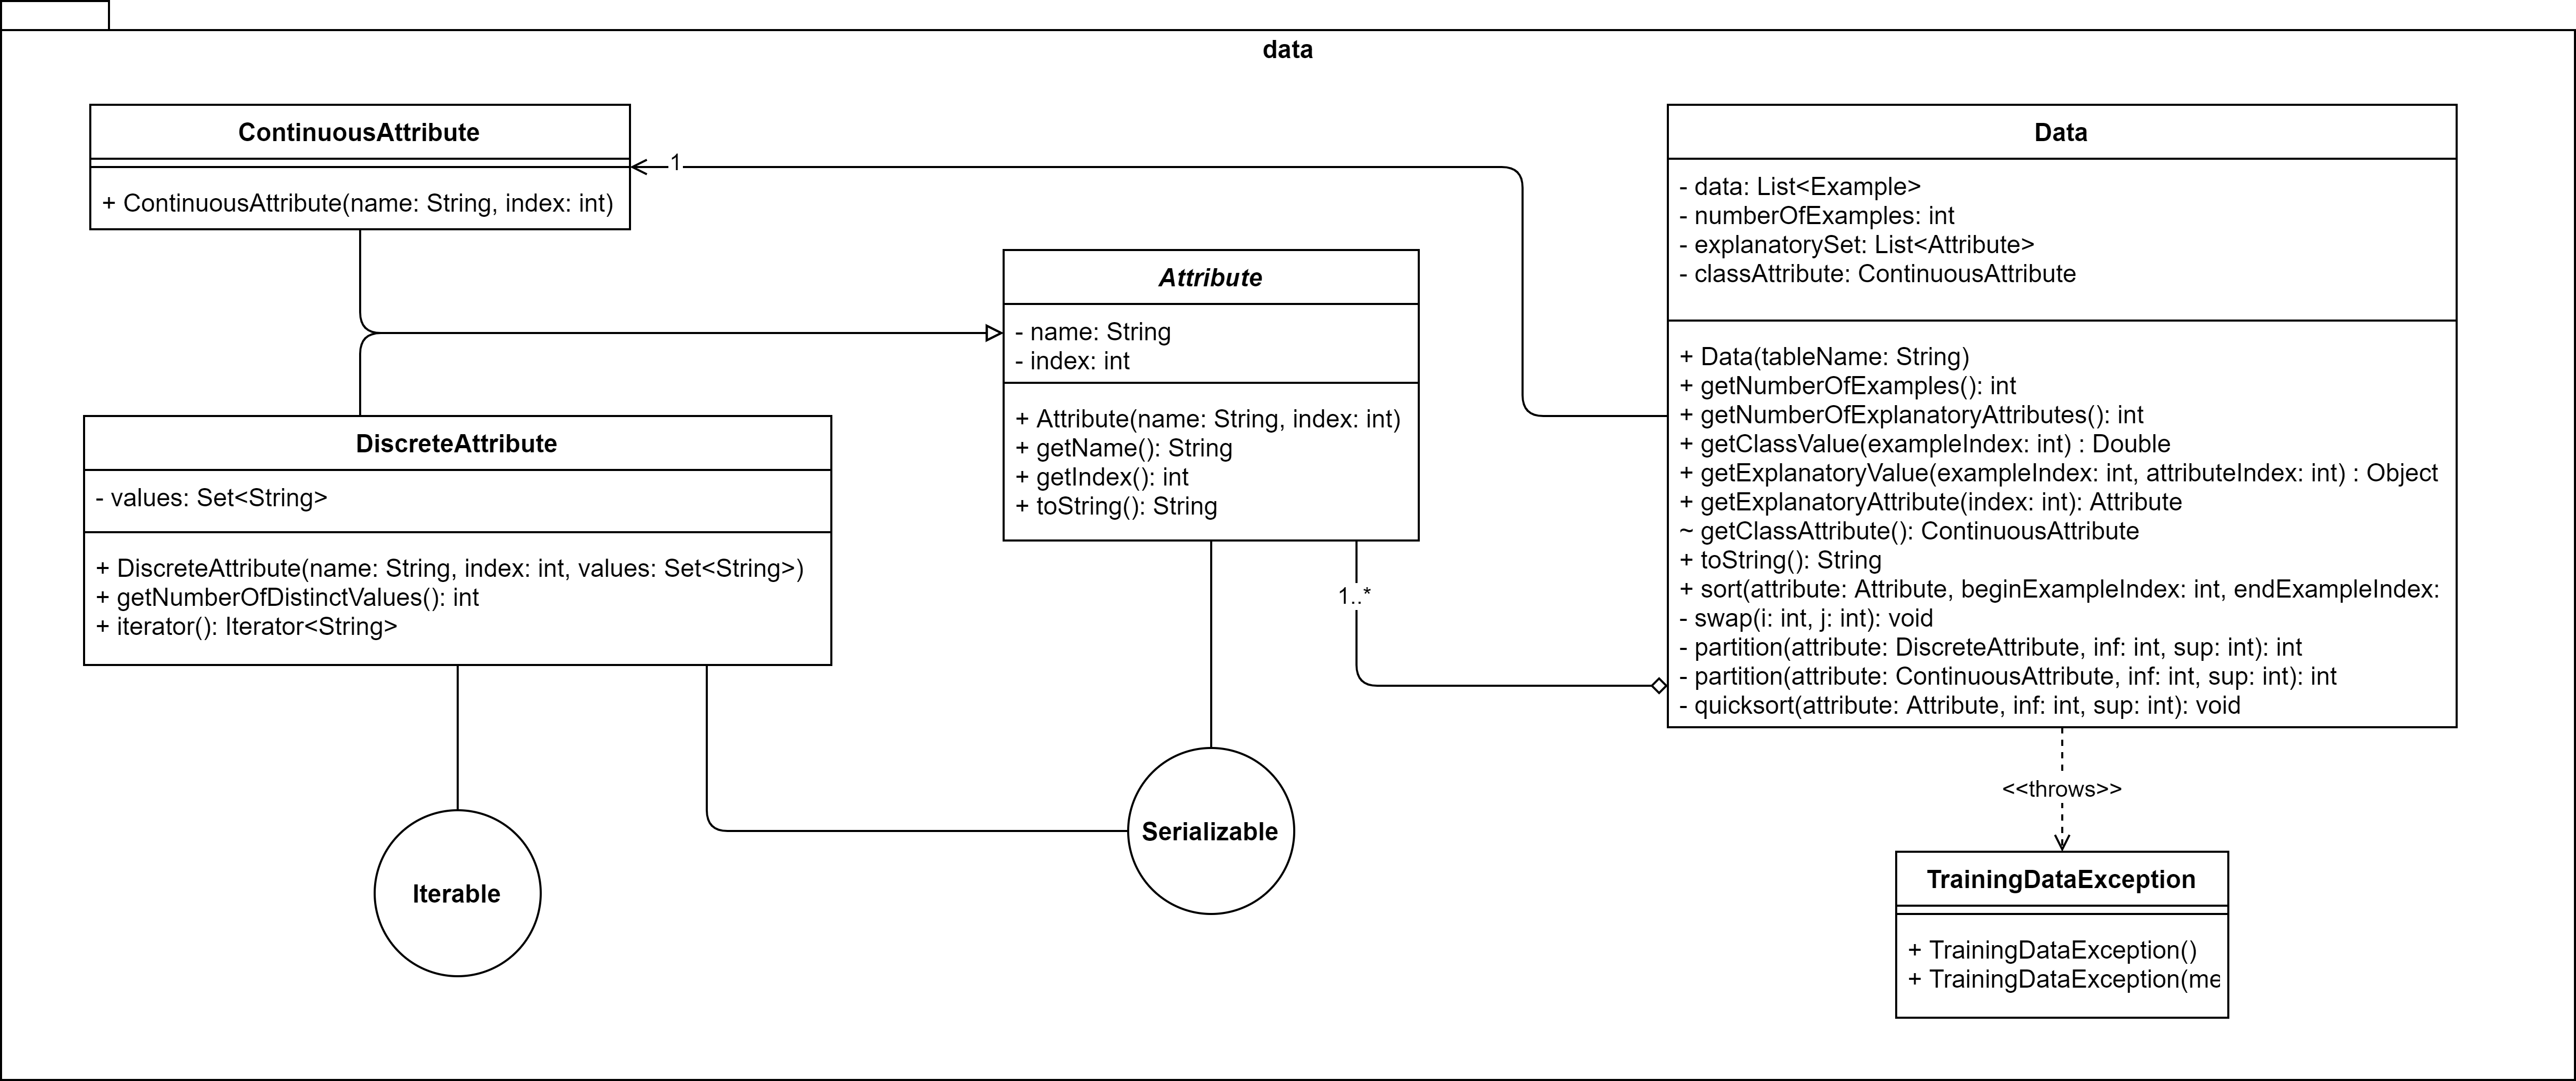 data
ContinuousAttribute
+ ContinuousAttribute(name: String, index: int)
1
Data
- data: List<Example>
- numberOfExamples: int
- explanatorySet: List<Attribute>
- classAttribute: ContinuousAttribute
+ Data(tableName: String)
+ getNumberOfExamples(): int
+ getNumberOfExplanatoryAttributes(): int
+ getClassValue(exampleIndex: int) : Double
+ getExplanatoryValue(exampleIndex: int, attributeIndex: int) : Object
+ getExplanatoryAttribute(index: int): Attribute
~ getClassAttribute(): ContinuousAttribute
+ toString(): String
+ sort(attribute: Attribute, beginExampleIndex: int, endExampleIndex:
- swap(i: int, j: int): void
- partition(attribute: DiscreteAttribute, inf: int, sup: int): int
- partition(attribute: ContinuousAttribute, inf: int, sup: int): int
- quicksort(attribute: Attribute, inf: int, sup: int): void
Attribute
- name: String
- index: int
+ Attribute(name: String, index: int)
+ getName(): String
+ getIndex(): int
+ toString(): String
1..*
DiscreteAttribute
- values: Set<String>
+ DiscreteAttribute(name: String, index: int, values: Set<String>)
+ getNumberOfDistinctValues(): int
+ iterator(): Iterator<String>
Iterable
Serializable
<<throws>>
TrainingDataException
+ TrainingDataException()
+ TrainingDataException(me